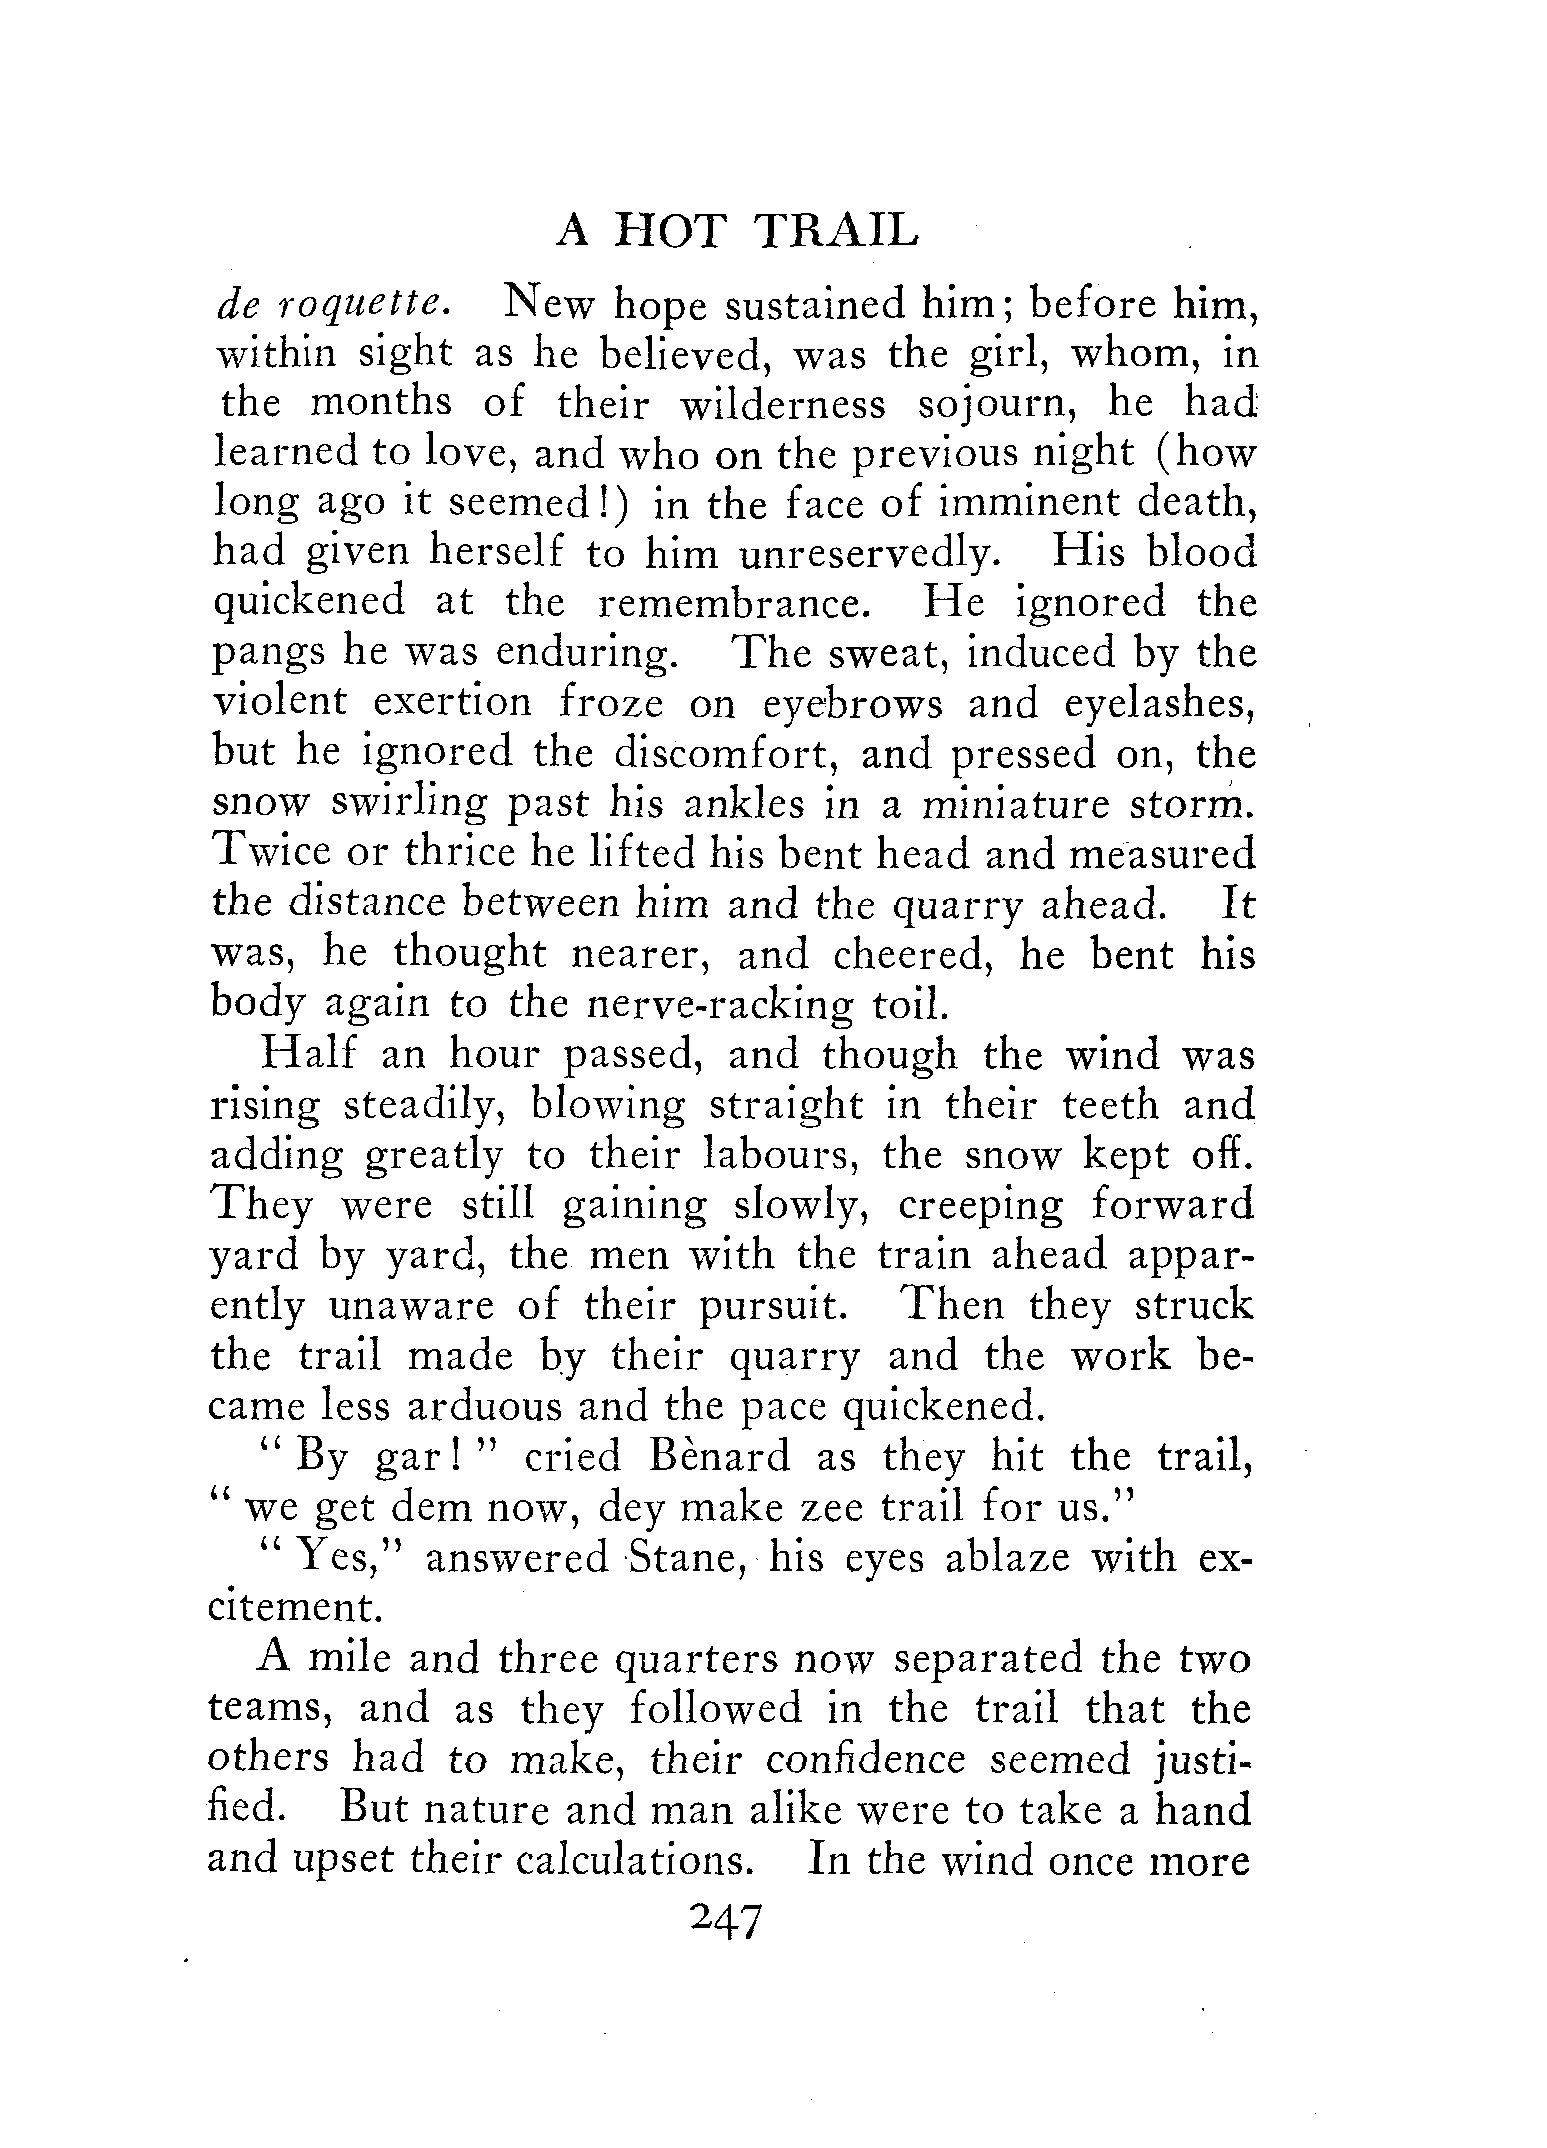 A HOT TRAIL
de roquette. New hope sustained him; before him,
within sight as he believed, was the girl, whom, in
the months of their wilderness sojourn, he had
learned to love, and who on the previous night (how
long ago it seemed!) in the face of imminent death,
had given herself to him unreservedly. His blood
quickened at the remembrance. He ignored the
pangs he was enduring. The sweat, induced by the
violent exertion froze on eyebrows and eyelashes,
but he ignored the discomfort, and pressed on, the
snow swirling past his ankles in a miniature storm.
Twice or thrice he lifted his bent head and measured
the distance between him and the quarry ahead. It
was, he thought nearer, and cheered, he bent his
body again to the nerve-racking toil.
Half an hour passed, and though the wind was
rising steadily, blowing straight in their teeth and
adding greatly to their labours, the snow kept off.
They were still gaining slowly, creeping forward
yard by yard, the men with the train ahead appar-
ently unaware of their pursuit. Then they struck
the trail made by their quarry and the work be-
came less arduous and the pace quickened.
“By gar!” cried Bènard as they hit the trail,
“we get dem now, dey make zee trail for us.”
“Yes,” answered Stane, his eyes ablaze with ex-
citement.
A mile and three quarters now separated the two
teams, and as they followed in the trail that the
others had to make, their confidence seemed justi-
fied. But nature and man alike were to take a hand
and upset their calculations. In the wind once more
247